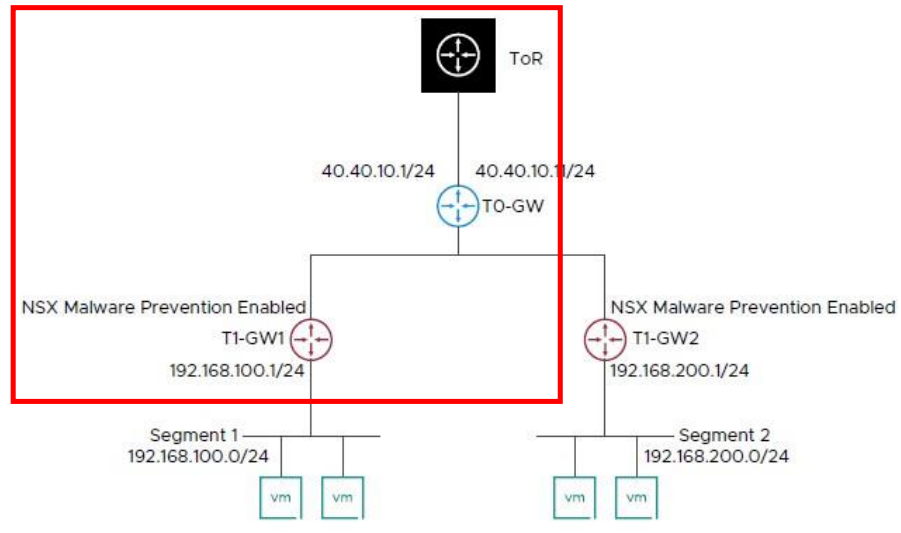 ToR
40.40.10.1/24 40.40.10.11/24
T0-GW
NSX Malware Prevention Enabled NSX Malware Prevention Enabled
T1-GW1 T1-GW2
192.168.100.1/24 192.168.200.1/24
Segment 1 Segment 2
192.168.100.0/24 192.168.200.0/24
vm vm vm vm